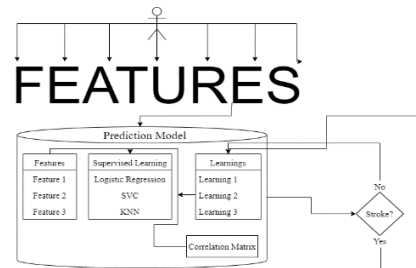 FEATURES
Prediction Model
Features
Feature 1
Feature 2
Feature 3
Supervised Learning
Logistic Regression
SVC
KNN
Learnings
Learning 1
Learning 2
Learning 3
Correlation Matrix
No
Stroke?
Yes